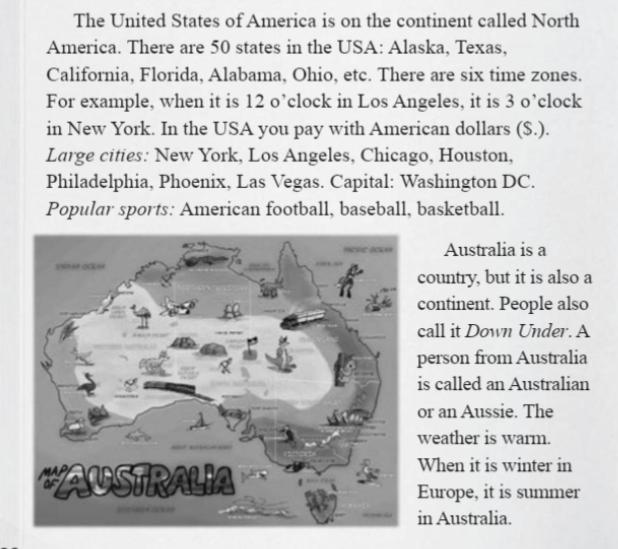 The United States of America is on the continent called North
America. There are 50 states in the USA: Alaska, Texas,
California, Florida, Alabama, Ohio, etc. There are six time zones.
For example, when it is 12 o’clock in Los Angeles, it is 3 o’clock
in New York. In the USA you pay with American dollars ($.).
Large cities: New York, Los Angeles, Chicago, Houston,
Philadelphia, Phoenix, Las Vegas. Capital: Washington DC.
Popular sports: American football, baseball, basketball.
Australia is a
country, but it is also a
continent. People also
call it Down Under. A
person from Australia
is called an Australian
or an Aussie. The
weather is warm.
When it is winter in
Europe, it is summer
in Australia.
MAP OF AUSTRALIA